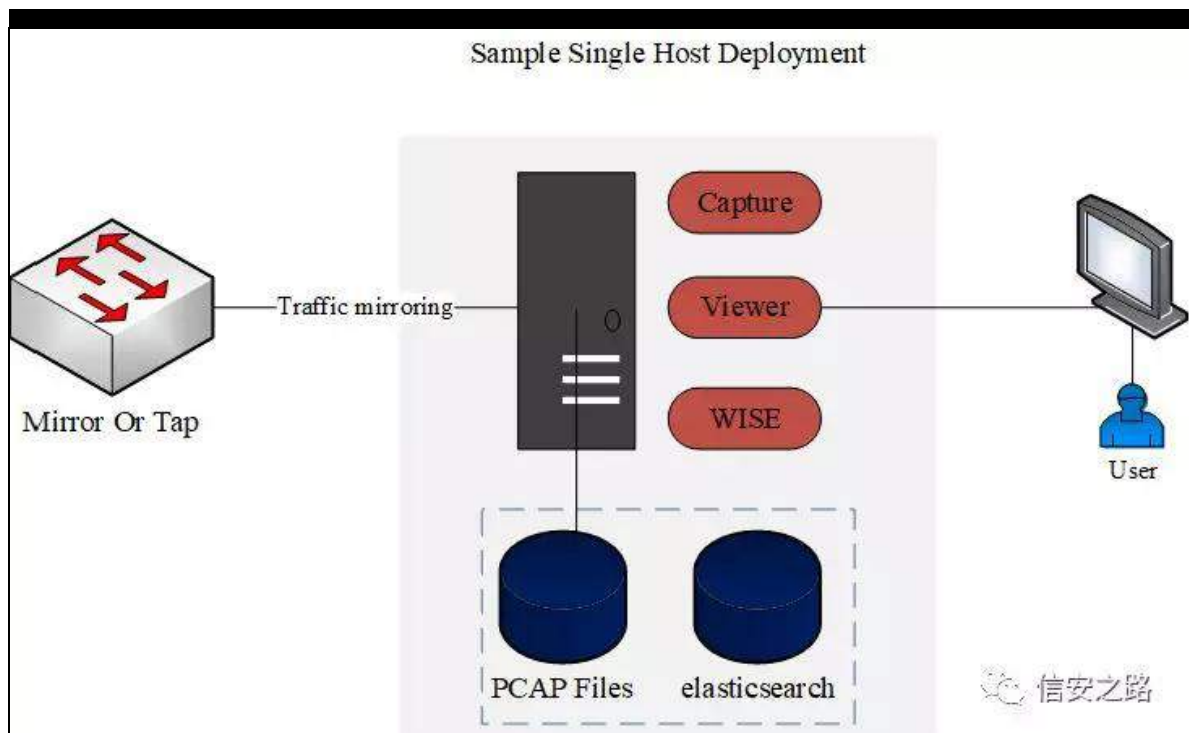 Sample Single Host Deployment
Capture
Traffic mirroring
Viewer
Mirror Or Tap
WISE
User
PCAP Files
elasticsearch
信安之路